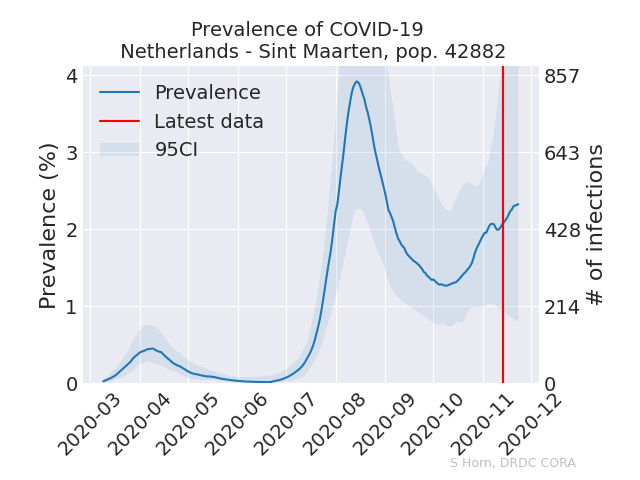 Prevalence of COVID-19
Netherlands - Sint Maarten, pop. 42882
Prevalence
Latest data
95CI
Prevalence (%)
4
3
2
1
0
857
643
428
214
0
# of infections
2020-03
2020-04
2020-05
2020-06
2020-07
2020-08
2020-09
2020-10
2020-11
2020-12
S Horn, DRDC CORA